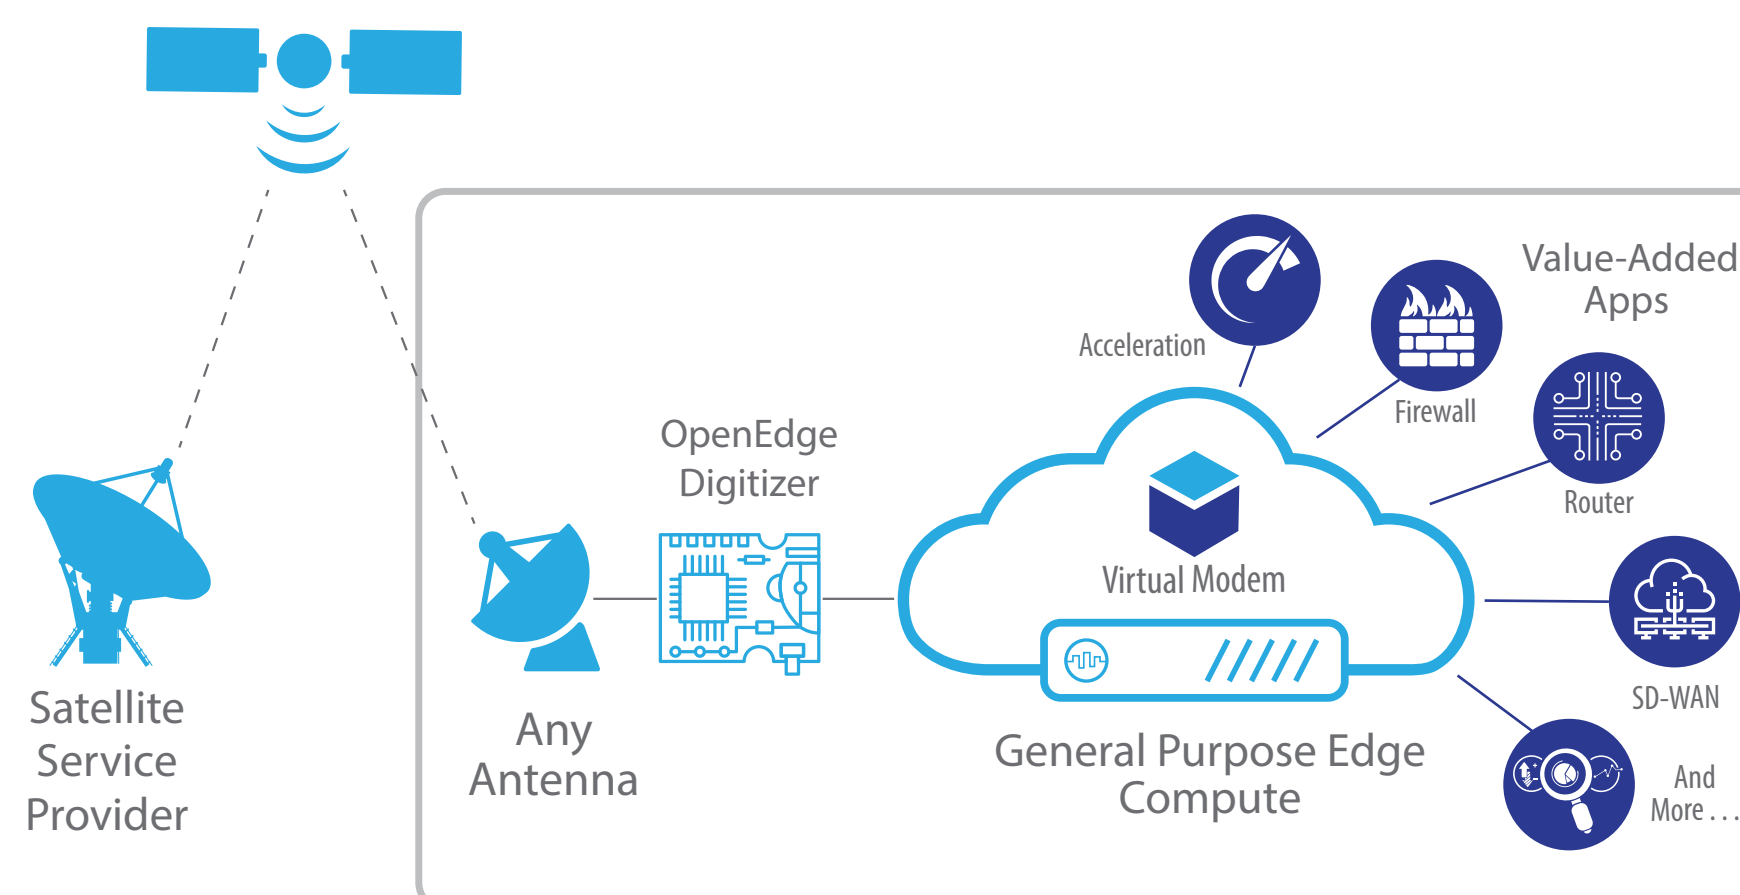 Value-Added
Apps
Acceleration
Firewall
OpenEdge
Digitizer
Router
Virtual Modem
SD-WAN
Satellite
Service
Provider
Any
Antenna
General Purpose Edge
Compute
And
More . . .